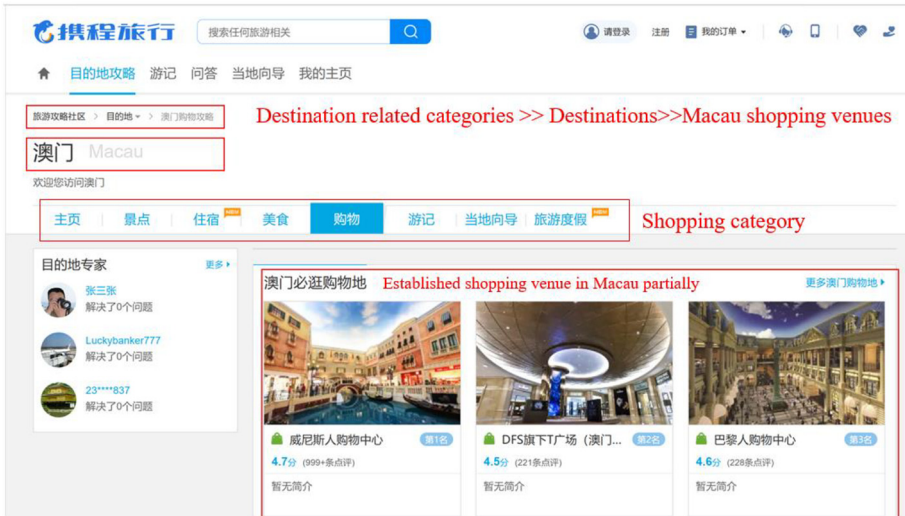 携程旅行
搜索任何旅游相关
请登录 注册 我的订单
目的地攻略 游记 问答 当地向导 我的主页
旅游攻略社区 > 目的地 > 澳门购物攻略
Destination related categories >> Destinations>>Macau shopping venues
澳门 Macau
欢迎您访问澳门
主页 景点 住宿 NEW 美食 购物 游记 当地向导 旅游度假 NEW
Shopping category
目的地专家 更多
张三张
解决了0个问题
Luckybanker777
解决了0个问题
23****837
解决了0个问题
澳门必逛购物地 Established shopping venue in Macau partially 更多澳门购物地
威尼斯人购物中心 第1名
4.7分 (999+条点评)
暂无简介
DFS旗下T广场（澳门... 第2名
4.5分 (221条点评)
暂无简介
巴黎人购物中心 第3名
4.6分 (228条点评)
暂无简介